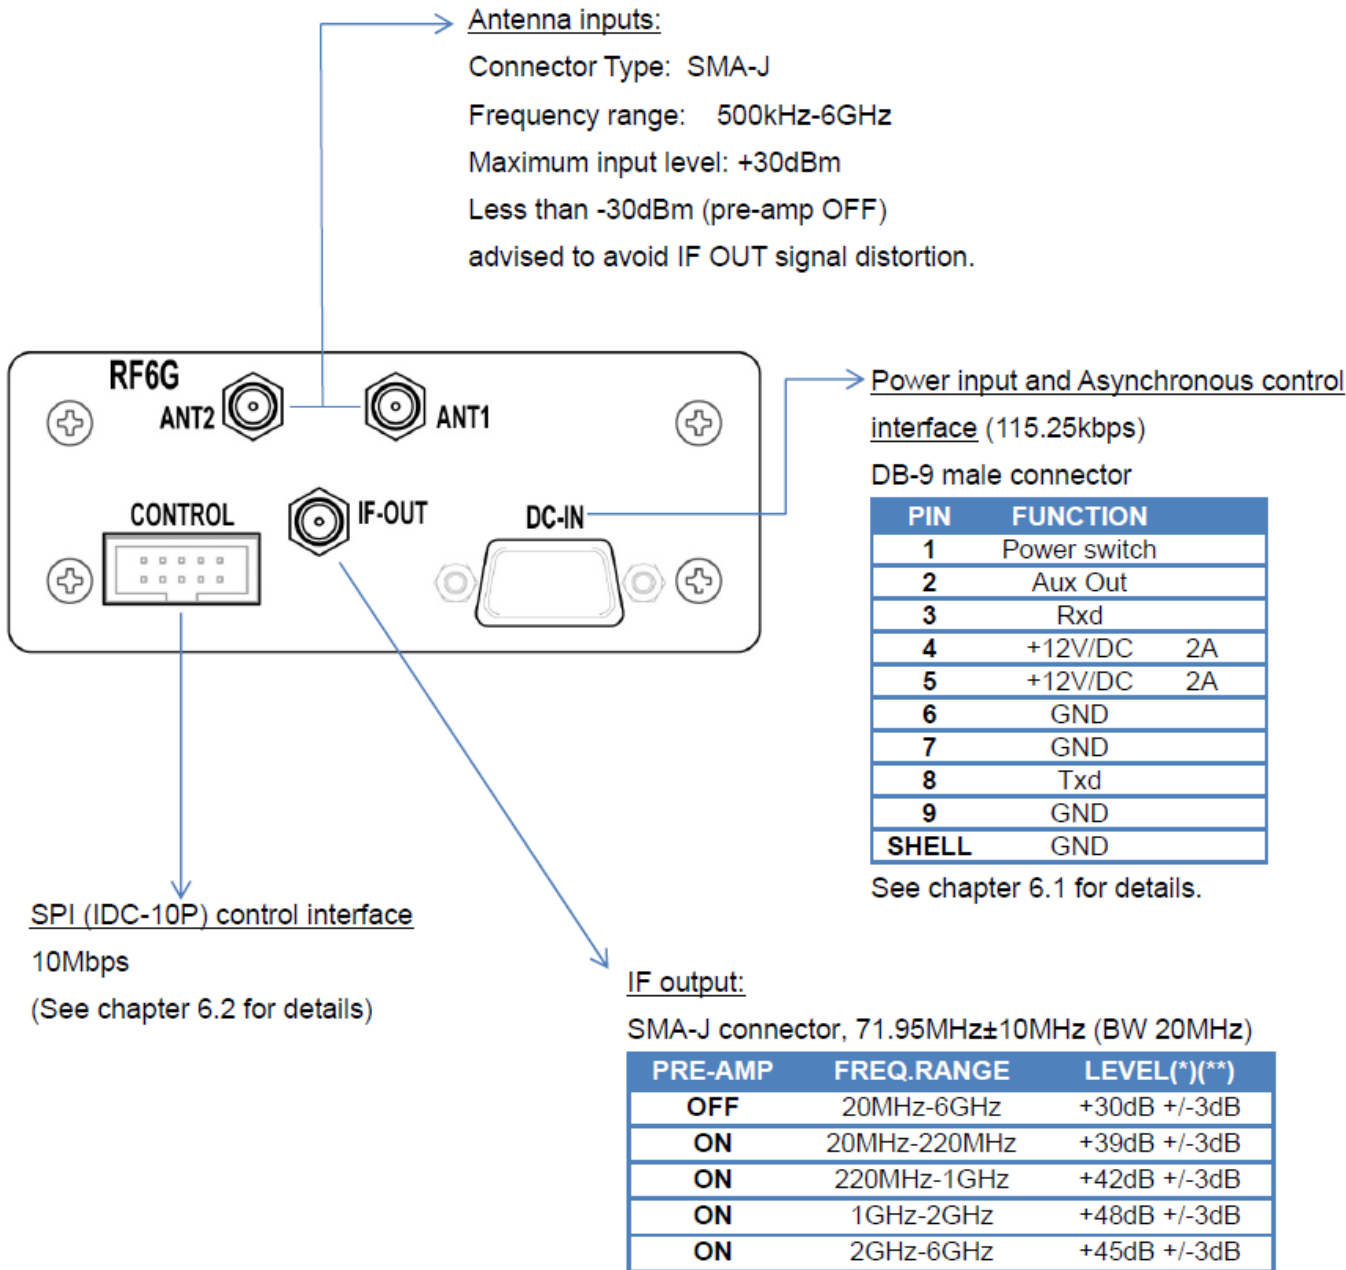 Antenna inputs:
Connector Type: SMA-J
Frequency range: 500kHz-6GHz
Maximum input level: +30dBm
Less than -30dBm (pre-amp OFF)
advised to avoid IF OUT signal distortion.
RF6G
ANT2
ANT1
CONTROL
IF-OUT
DC-IN
Power input and Asynchronous control
interface (115.25kbps)
DB-9 male connector
PIN FUNCTION
1 Power switch
2 Aux Out
3 Rxd
4 +12V/DC 2A
5 +12V/DC 2A
6 GND
7 GND
8 Txd
9 GND
SHELL GND
See chapter 6.1 for details.
SPI (IDC-10P) control interface
10Mbps
(See chapter 6.2 for details)
IF output:
SMA-J connector, 71.95MHz±10MHz (BW 20MHz)
PRE-AMP FREQ.RANGE LEVEL(*)(**)
OFF 20MHz-6GHz +30dB +/-3dB
ON 20MHz-220MHz +39dB +/-3dB
ON 220MHz-1GHz +42dB +/-3dB
ON 1GHz-2GHz +48dB +/-3dB
ON 2GHz-6GHz +45dB +/-3dB